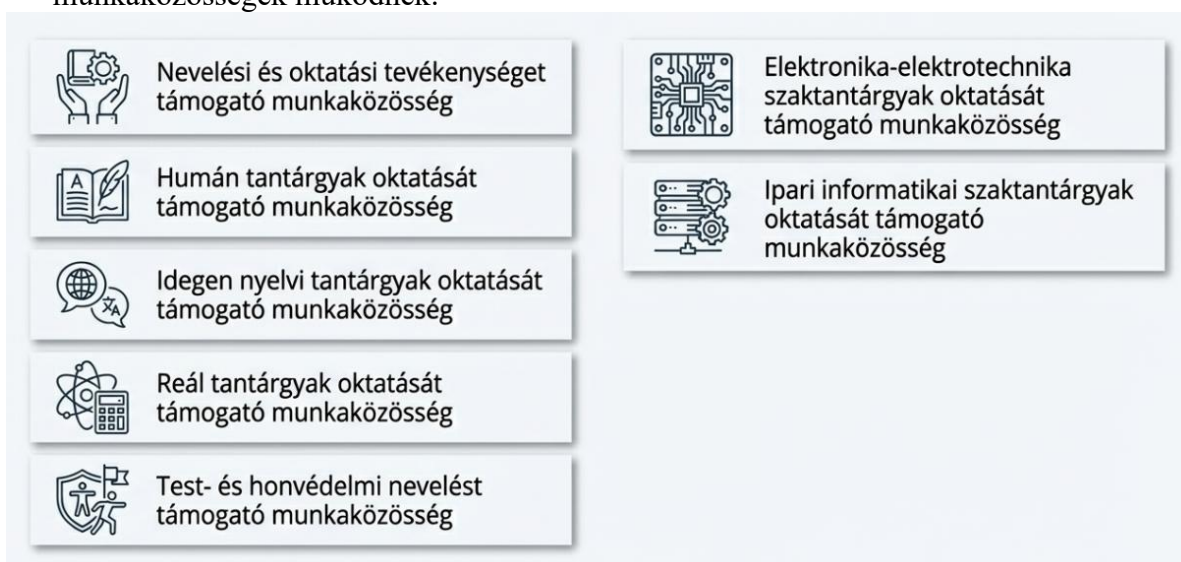 munkaközösségek működnek:
Nevelési és oktatási tevékenységet
támogató munkaközösség
Humán tantárgyak oktatását
támogató munkaközösség
Idegen nyelvi tantárgyak oktatását
támogató munkaközösség
Reál tantárgyak oktatását
támogató munkaközösség
Test- és honvédelmi nevelést
támogató munkaközösség
Elektronika-elektrotechnika
szaktantárgyak oktatását
támogató munkaközösség
Ipari informatikai szaktantárgyak
oktatását támogató
munkaközösség